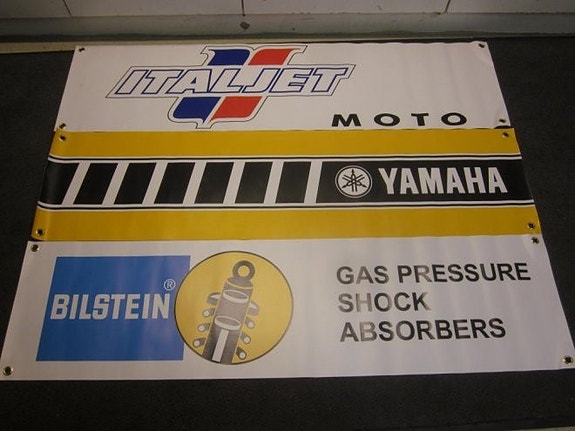 ITALJET
MOTO
YAMAHA
BILSTEIN®
GAS PRESSURE
SHOCK
ABSORBERS